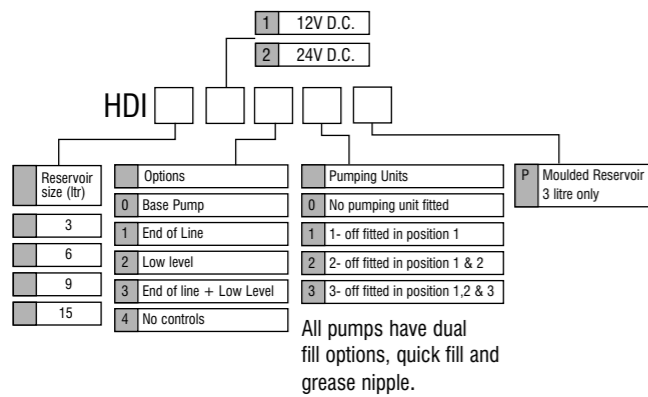 1 12V D.C.
2 24V D.C.
HDI
Reservoir
size (ltr)
3
6
9
15
Options
0 Base Pump
1 End of Line
2 Low level
3 End of line + Low Level
4 No controls
Pumping Units
0 No pumping unit fitted
1 1- off fitted in position 1
2 2- off fitted in position 1 & 2
3 3- off fitted in position 1,2 & 3
P Moulded Reservoir
3 litre only
All pumps have dual
fill options, quick fill and
grease nipple.